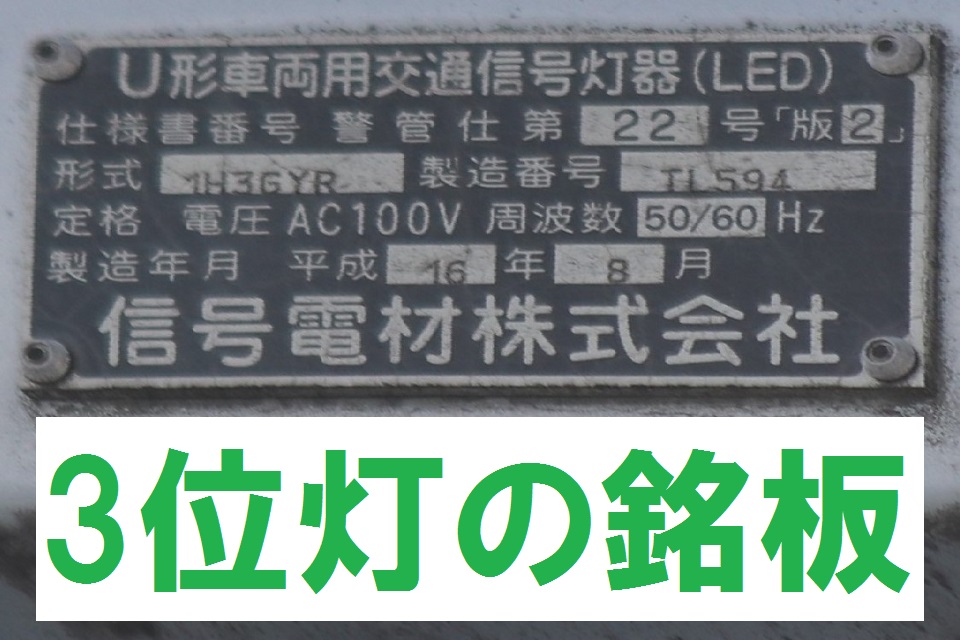 U形車両用交通信号灯器(LED)
仕様書番号 警管仕 第 22 号「版2」
形式 1H3GYR 製造番号 TL594
定格 電圧 AC100V 周波数 50/60 Hz
製造年月 平成 16 年 8 月
信号電材株式会社
3位灯の銘板